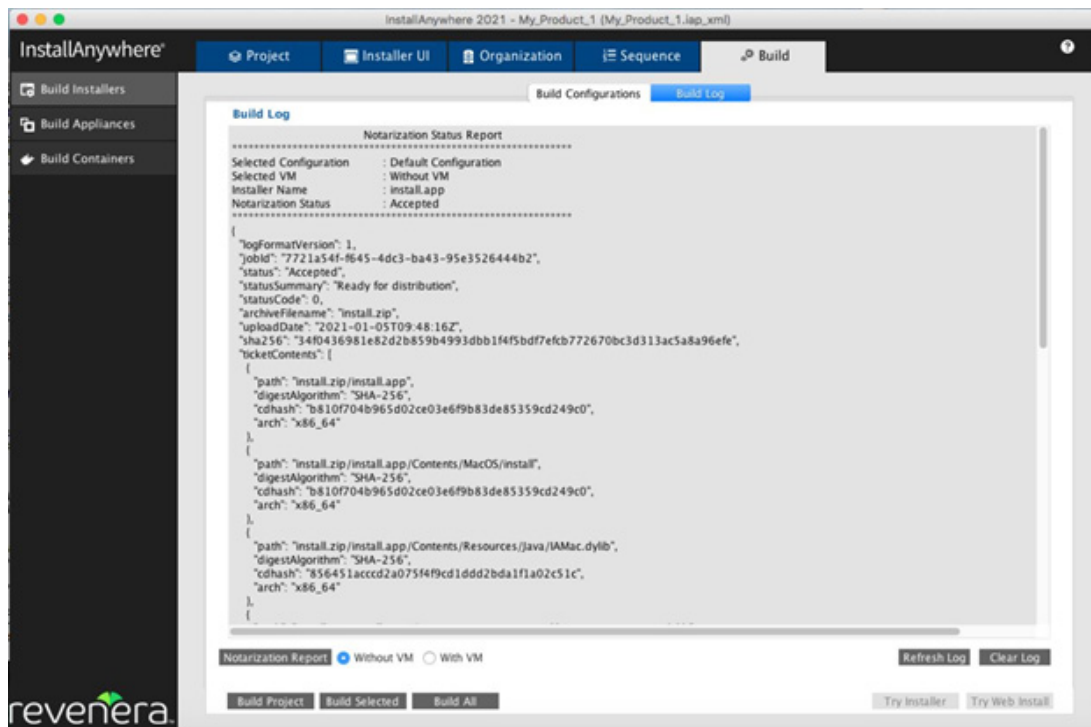 InstallAnywhere 2021 - My_Product_1 (My_Product_1.iap_xml)
InstallAnywhere®
Project
Installer UI
Organization
Sequence
Build
?
Build Installers
Build Appliances
Build Containers
Build Configurations
Build Log
Build Log
Notarization Status Report
********************************************************************
Selected Configuration : Default Configuration
Selected VM : Without VM
Installer Name : install.app
Notarization Status : Accepted
********************************************************************
{
"logFormatVersion": 1,
"jobId": "7721a54f-f645-4dc3-ba43-95e3526444b2",
"status": "Accepted",
"statusSummary": "Ready for distribution",
"statusCode": 0,
"archiveFilename": "install.zip",
"uploadDate": "2021-01-05T09:48:16Z",
"sha256": "34f0436981e82d2b859b4993dbb1f4f5bdf7efcb772670bc3d313ac5a8a96efe",
"ticketContents": [
{
"path": "install.zip/install.app",
"digestAlgorithm": "SHA-256",
"cdhash": "b810f704b965d02ce03e6f9b83de85359cd249c0",
"arch": "x86_64"
},
{
"path": "install.zip/install.app/Contents/MacOS/install",
"digestAlgorithm": "SHA-256",
"cdhash": "b810f704b965d02ce03e6f9b83de85359cd249c0",
"arch": "x86_64"
},
{
"path": "install.zip/install.app/Contents/Resources/Java/IAMac.dylib",
"digestAlgorithm": "SHA-256",
"cdhash": "856451acccd2a075f4f9cd1ddd2bda1f1a02c51c",
"arch": "x86_64"
},
{
Notarization Report
Without VM
With VM
Refresh Log
Clear Log
Build Project
Build Selected
Build All
Try Installer
Try Web Install
revenera.